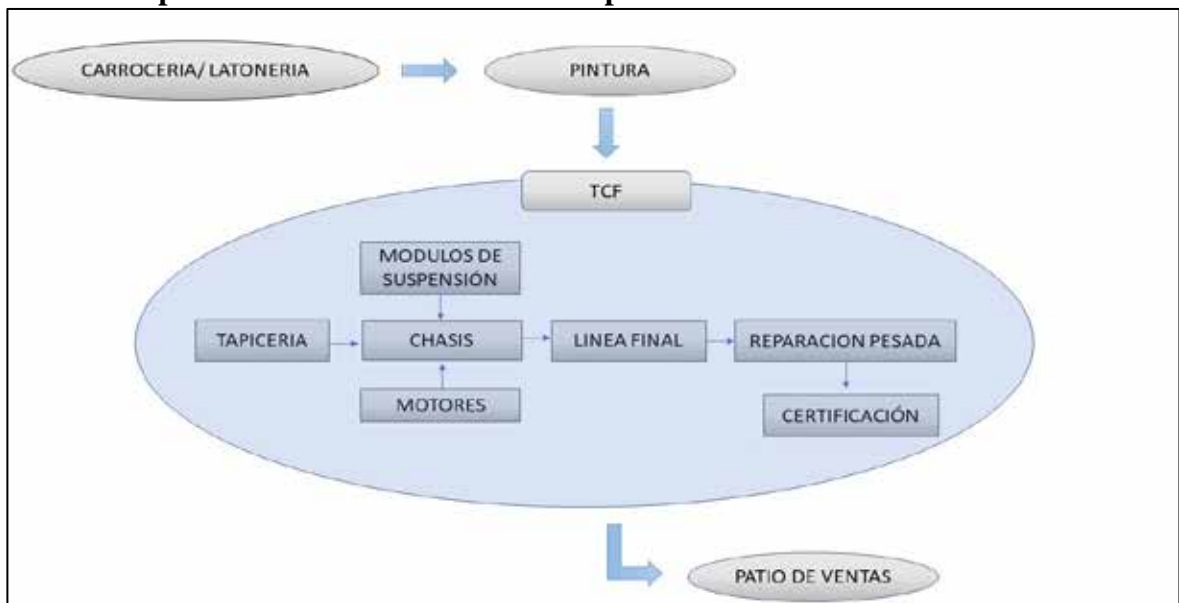 CARROCERIA/ LATONERIA
PINTURA
TCF
MODULOS DE
SUSPENSIÓN
TAPICERIA
CHASIS
LINEA FINAL
REPARACION PESADA
MOTORES
CERTIFICACIÓN
PATIO DE VENTAS